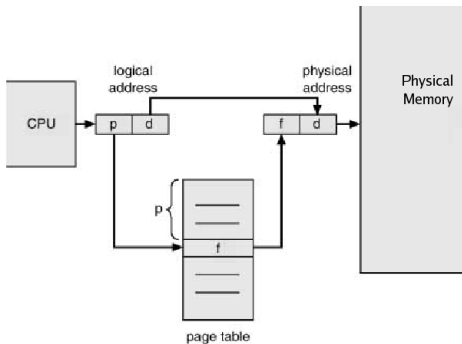 logical
address
physical
address
Physical
Memory
CPU
p d
f d
p
f
page table